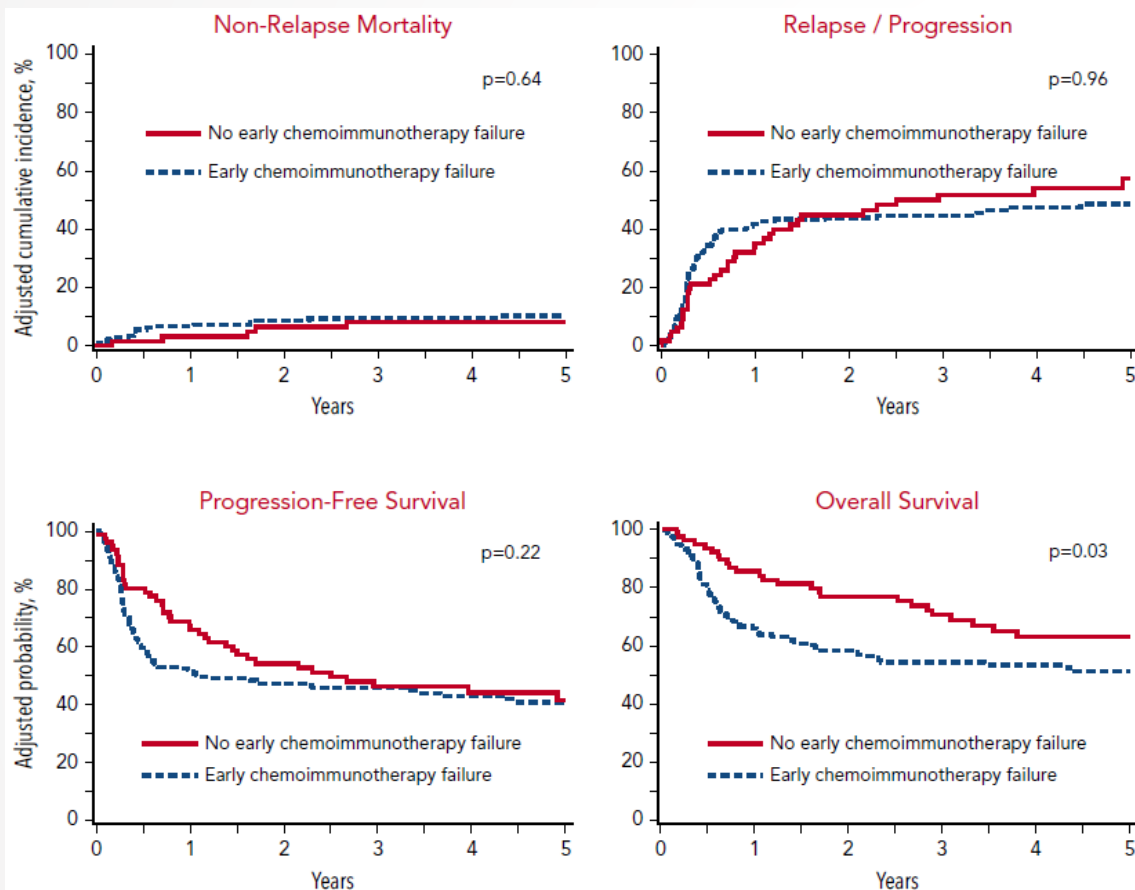 Non-Relapse Mortality
Adjusted cumulative incidence, %
100
80
60
40
20
0
p=0.64
No early chemoimmunotherapy failure
Early chemoimmunotherapy failure
0 1 2 3 4 5
Years
Relapse / Progression
100
80
60
40
20
0
p=0.96
No early chemoimmunotherapy failure
Early chemoimmunotherapy failure
0 1 2 3 4 5
Years
Progression-Free Survival
Adjusted probability, %
100
80
60
40
20
0
p=0.22
No early chemoimmunotherapy failure
Early chemoimmunotherapy failure
0 1 2 3 4 5
Years
Overall Survival
100
80
60
40
20
0
p=0.03
No early chemoimmunotherapy failure
Early chemoimmunotherapy failure
0 1 2 3 4 5
Years